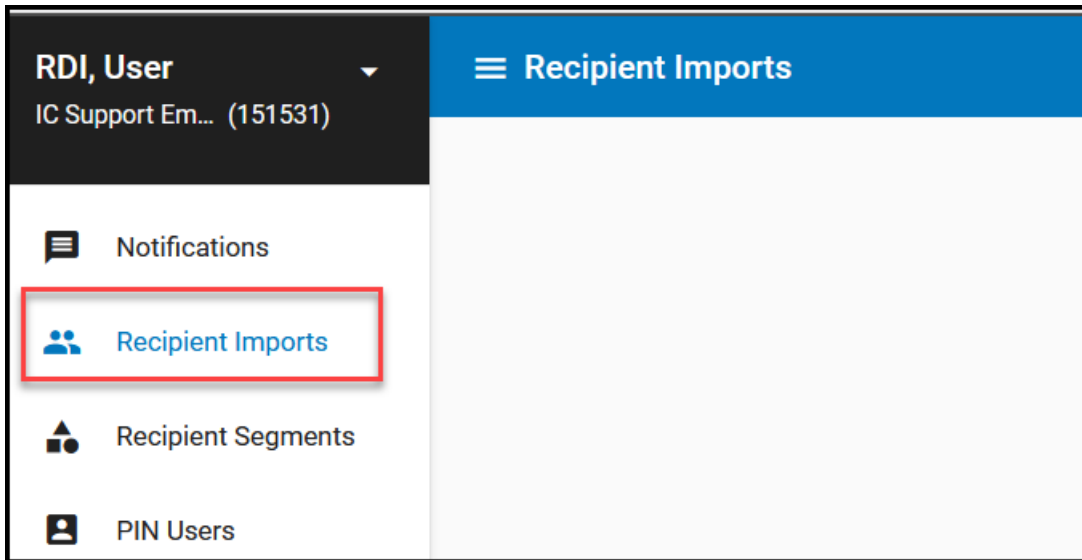 RDI, User
IC Support Em... (151531)
Recipient Imports
Notifications
Recipient Imports
Recipient Segments
PIN Users